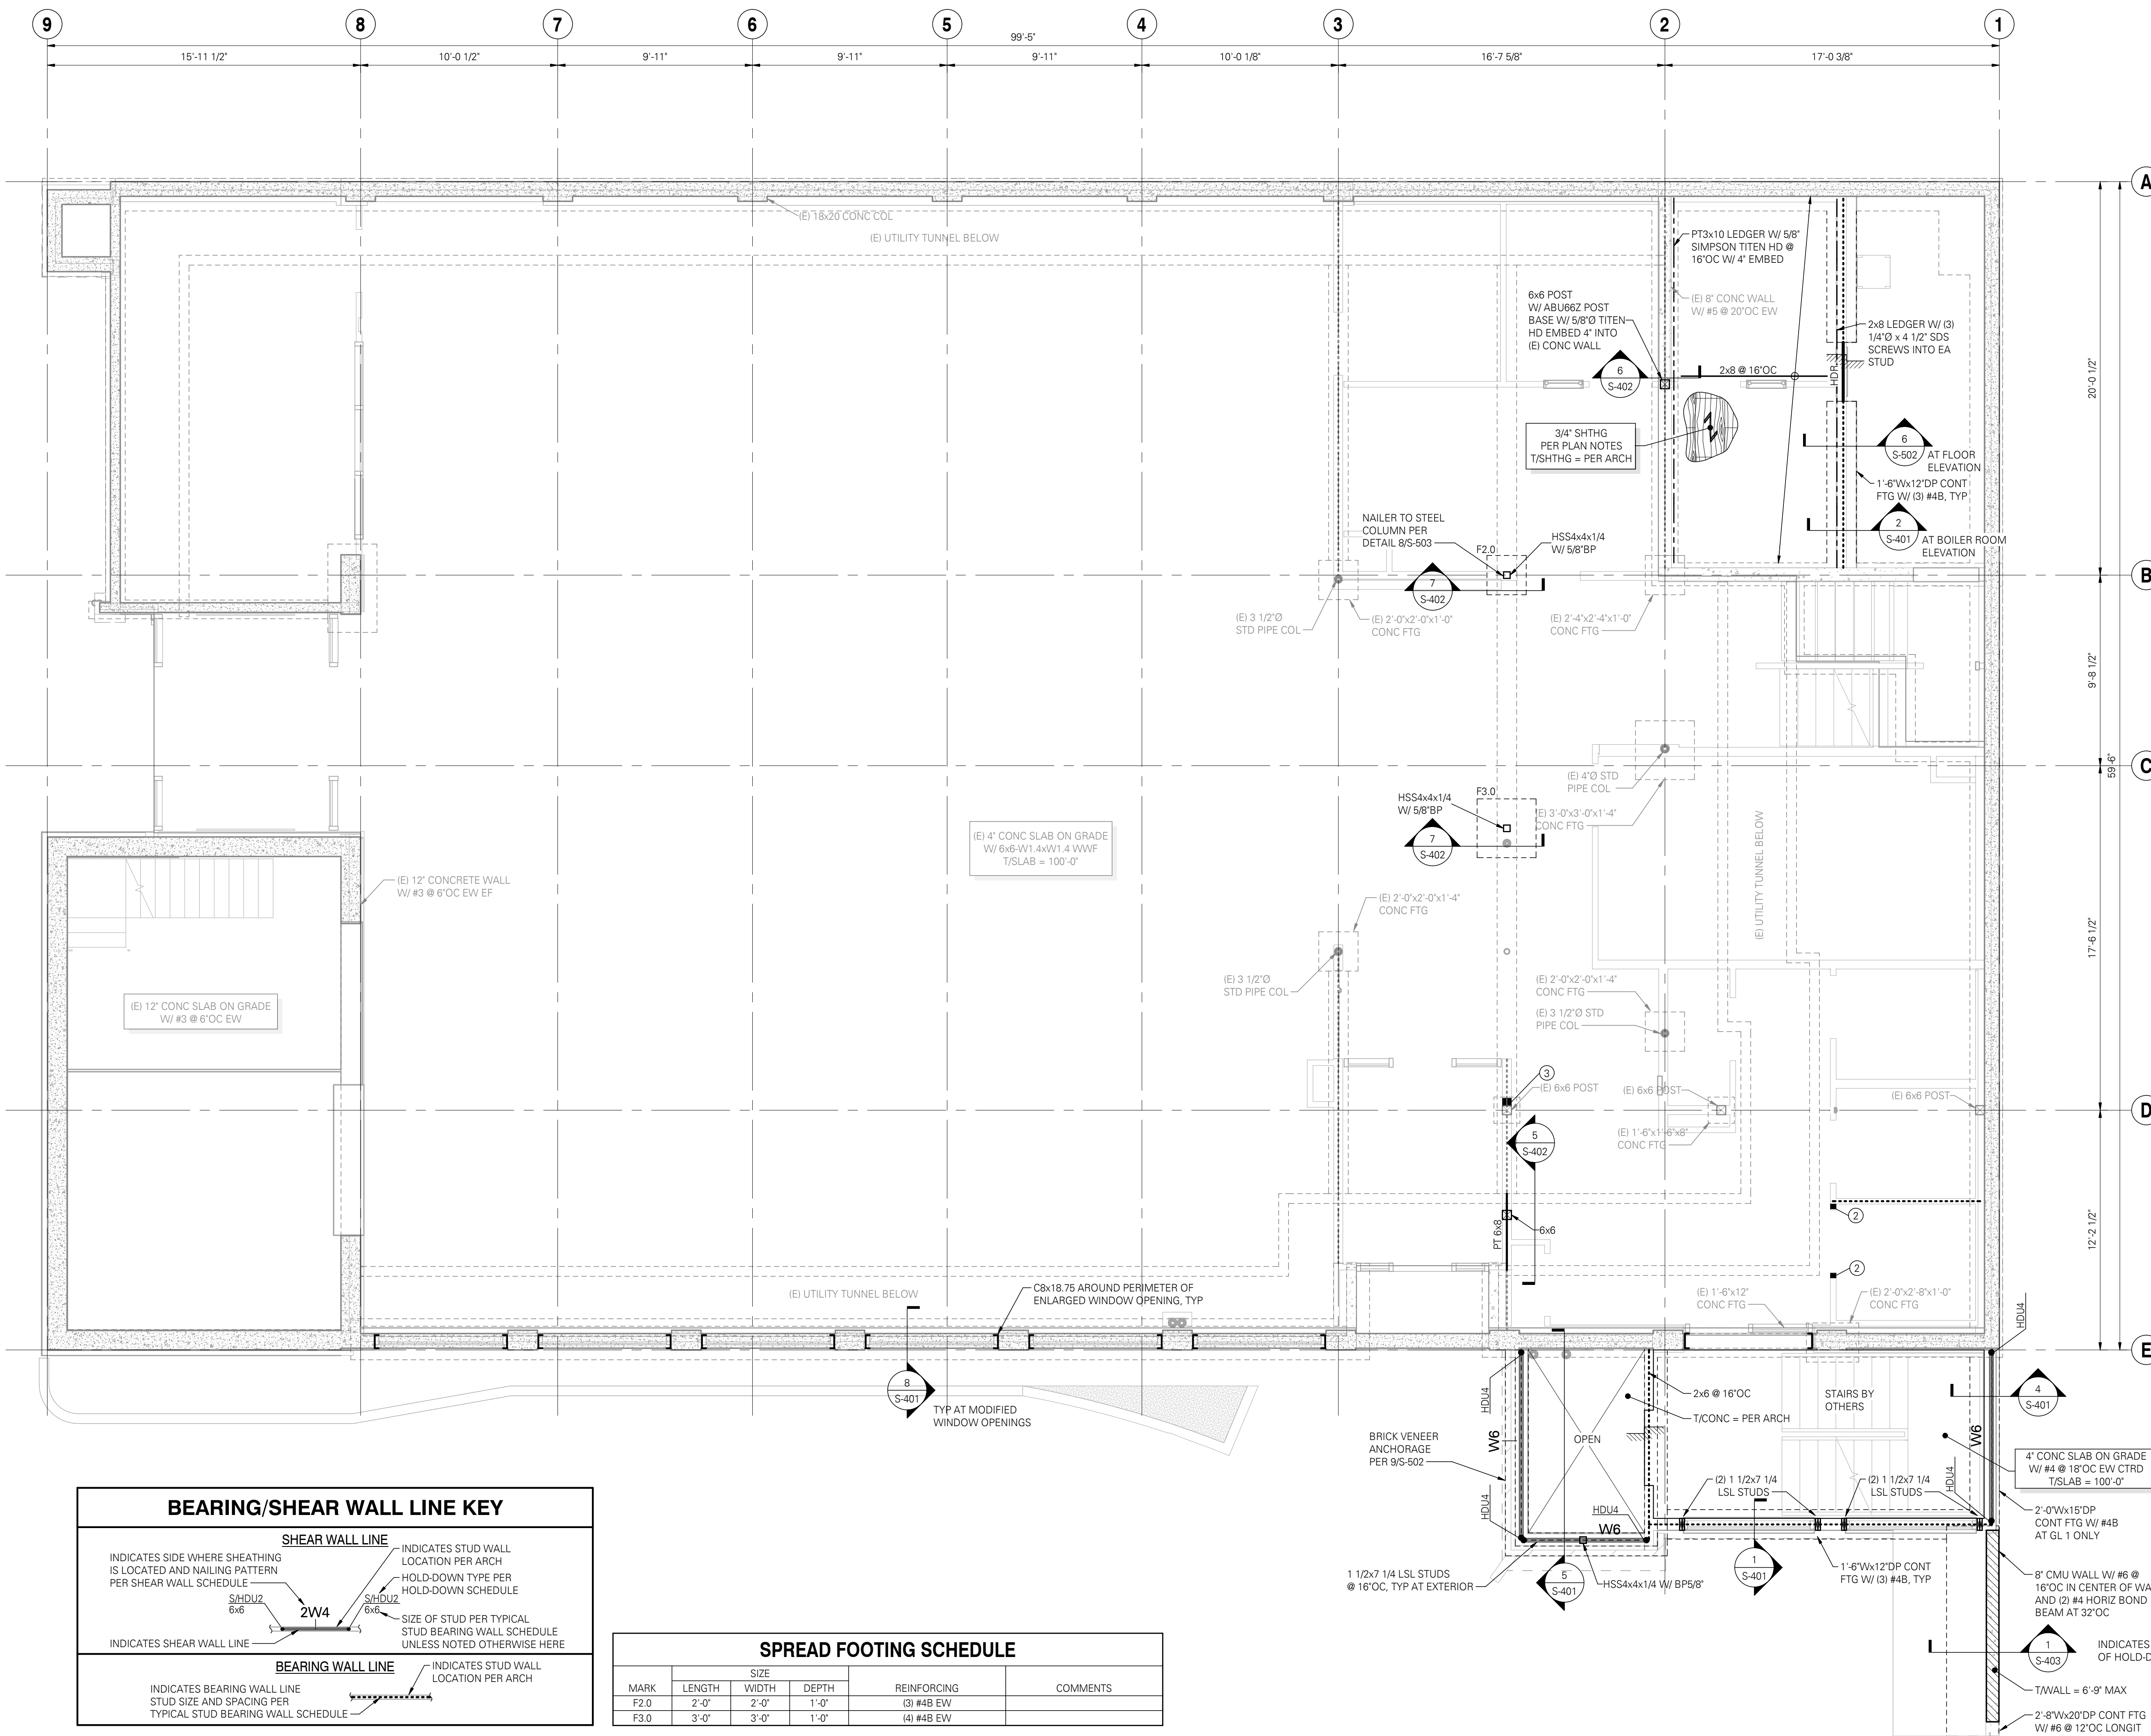 9
8
7
6
5
4
3
2
1
99'-5"
15'-11 1/2"
10'-0 1/2"
9'-11"
9'-11"
9'-11"
10'-0 1/8"
16'-7 5/8"
17'-0 3/8"
A
B
C
D
E
20'-0 1/2"
9'-8 1/2"
59'-6"
17'-6 1/2"
12'-2 1/2"
(E) 18x20 CONC COL
(E) UTILITY TUNNEL BELOW
PT3x10 LEDGER W/ 5/8"
SIMPSON TITEN HD @
16"OC W/ 4" EMBED
6x6 POST
W/ ABU66Z POST
BASE W/ 5/8"Ø TITEN
HD EMBED 4" INTO
(E) CONC WALL
(E) 8" CONC WALL
W/ #5 @ 20"OC EW
2x8 LEDGER W/ (3)
1/4"Ø x 4 1/2" SDS
SCREWS INTO EA
STUD
6
S-402
2x8 @ 16"OC
HDR
3/4" SHTHG
PER PLAN NOTES
T/SHTHG = PER ARCH
6
S-502
AT FLOOR
ELEVATION
1'-6"Wx12"DP CONT
FTG W/ (3) #4B, TYP
2
S-401
AT BOILER ROOM
ELEVATION
NAILER TO STEEL
COLUMN PER
DETAIL 8/S-503
F2.0
HSS4x4x1/4
W/ 5/8"BP
7
S-402
(E) 3 1/2"Ø
STD PIPE COL
(E) 2'-0"x2'-0"x1'-0"
CONC FTG
(E) 2'-4"x2'-4"x1'-0"
CONC FTG
(E) 4"Ø STD
PIPE COL
HSS4x4x1/4
W/ 5/8"BP
F3.0
(E) 3'-0"x3'-0"x1'-4"
CONC FTG
7
S-402
(E) 4" CONC SLAB ON GRADE
W/ 6x6-W1.4xW1.4 WWF
T/SLAB = 100'-0"
(E) UTILITY TUNNEL BELOW
(E) 12" CONCRETE WALL
W/ #3 @ 6"OC EW EF
(E) 2'-0"x2'-0"x1'-4"
CONC FTG
(E) 3 1/2"Ø
STD PIPE COL
(E) 2'-0"x2'-0"x1'-4"
CONC FTG
(E) 3 1/2"Ø STD
PIPE COL
(E) 12" CONC SLAB ON GRADE
W/ #3 @ 6"OC EW
3
(E) 6x6 POST
(E) 6x6 POST
(E) 6x6 POST
(E) 1'-6"x1'-6"x8"
CONC FTG
5
S-402
2
PT 6x8
6x6
2
(E) UTILITY TUNNEL BELOW
C8x18.75 AROUND PERIMETER OF
ENLARGED WINDOW OPENING, TYP
(E) 1'-6"x12"
CONC FTG
(E) 2'-0"x2'-8"x1'-0"
CONC FTG
HDU4
8
S-401
TYP AT MODIFIED
WINDOW OPENINGS
HDU4
2x6 @ 16"OC
T/CONC = PER ARCH
STAIRS BY
OTHERS
4
S-401
BRICK VENEER
ANCHORAGE
PER 9/S-502
W6
OPEN
W6
4" CONC SLAB ON GRADE
W/ #4 @ 18"OC EW CTRD
T/SLAB = 100'-0"
HDU4
(2) 1 1/2x7 1/4
LSL STUDS
(2) 1 1/2x7 1/4
LSL STUDS
HDU4
HDU4
W6
2'-0"Wx15"DP
CONT FTG W/ #4B
AT GL 1 ONLY
1 1/2x7 1/4 LSL STUDS
@ 16"OC, TYP AT EXTERIOR
5
S-401
HSS4x4x1/4 W/ BP5/8"
1
S-401
1'-6"Wx12"DP CONT
FTG W/ (3) #4B, TYP
8" CMU WALL W/ #6 @
16"OC IN CENTER OF WA
AND (2) #4 HORIZ BOND
BEAM AT 32"OC
1
S-403
INDICATES
OF HOLD-D
T/WALL = 6'-9" MAX
2'-8"Wx20"DP CONT FTG
W/ #6 @ 12"OC LONGIT
BEARING/SHEAR WALL LINE KEY
SHEAR WALL LINE
INDICATES SIDE WHERE SHEATHING
IS LOCATED AND NAILING PATTERN
PER SHEAR WALL SCHEDULE
INDICATES STUD WALL
LOCATION PER ARCH
HOLD-DOWN TYPE PER
HOLD-DOWN SCHEDULE
S/HDU2
6x6
2W4
S/HDU2
6x6
SIZE OF STUD PER TYPICAL
STUD BEARING WALL SCHEDULE
UNLESS NOTED OTHERWISE HERE
INDICATES SHEAR WALL LINE
BEARING WALL LINE
INDICATES STUD WALL
LOCATION PER ARCH
INDICATES BEARING WALL LINE
STUD SIZE AND SPACING PER
TYPICAL STUD BEARING WALL SCHEDULE
SPREAD FOOTING SCHEDULE
SIZE
MARK LENGTH WIDTH DEPTH REINFORCING COMMENTS
F2.0 2'-0" 2'-0" 1'-0" (3) #4B EW
F3.0 3'-0" 3'-0" 1'-0" (4) #4B EW